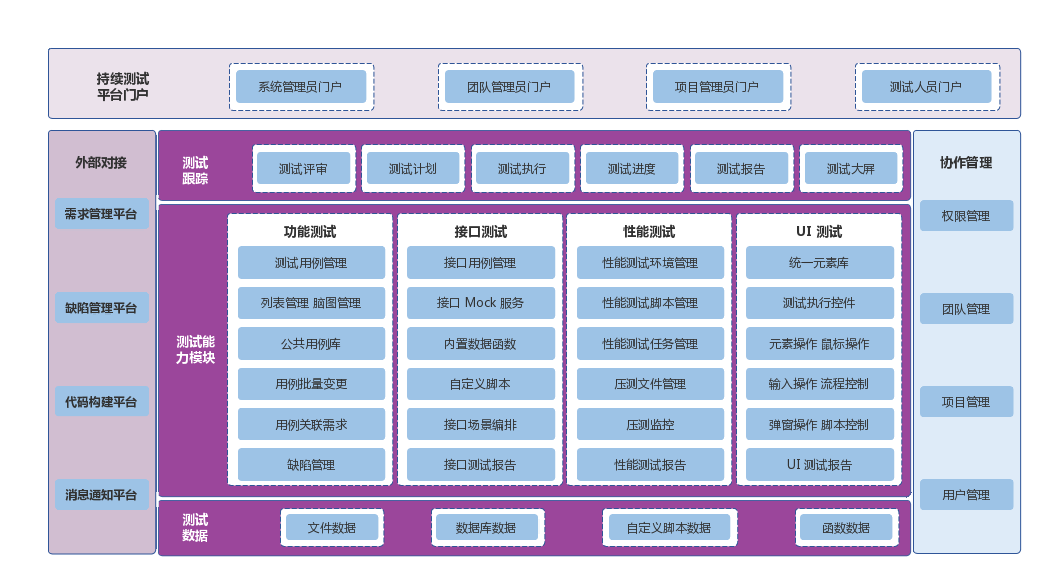 持续测试
平台门户
系统管理员门户
团队管理员门户
项目管理员门户
测试人员门户
外部对接
需求管理平台
缺陷管理平台
代码构建平台
消息通知平台
测试
跟踪
测试评审
测试计划
测试执行
测试进度
测试报告
测试大屏
测试能
力模块
功能测试
测试用例管理
列表管理 脑图管理
公共用例库
用例批量变更
用例关联需求
缺陷管理
接口测试
接口用例管理
接口 Mock 服务
内置数据函数
自定义脚本
接口场景编排
接口测试报告
性能测试
性能测试环境管理
性能测试脚本管理
性能测试任务管理
压测文件管理
压测监控
性能测试报告
UI 测试
统一元素库
测试执行控件
元素操作 鼠标操作
输入操作 流程控制
弹窗操作 脚本控制
UI 测试报告
测试
数据
文件数据
数据库数据
自定义脚本数据
函数数据
协作管理
权限管理
团队管理
项目管理
用户管理